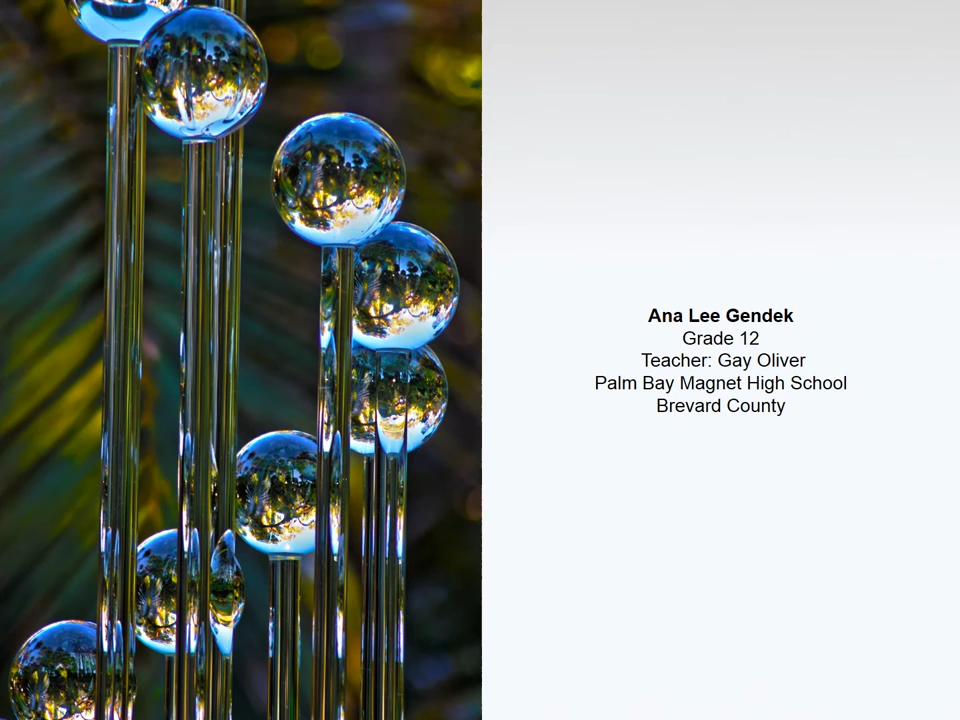 Ana Lee Gendek
Grade 12
Teacher: Gay Oliver
Palm Bay Magnet High School
Brevard County